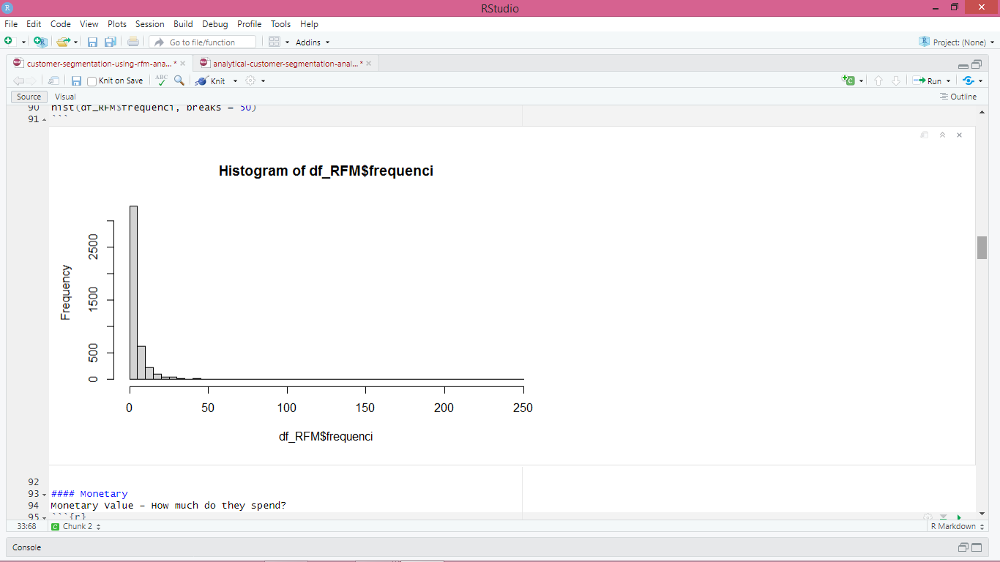 RStudio
File Edit Code View Plots Session Build Debug Profile Tools Help
Go to file/function Addins Project: (None)
customer-segmentation-using-rfm-ana...* analytical-customer-segmentation-anal...*
Knit on Save ABC Knit Run
Source Visual Outline
90 hist(df_RFM$frequenci, breaks = 50)
91 ```
Histogram of df_RFM$frequenci
Frequency
2500
1500
500
0
0 50 100 150 200 250
df_RFM$frequenci
92
93 #### Monetary
94 Monetary Value – How much do they spend?
95 ```{r}
33:68 C Chunk 2 R Markdown
Console